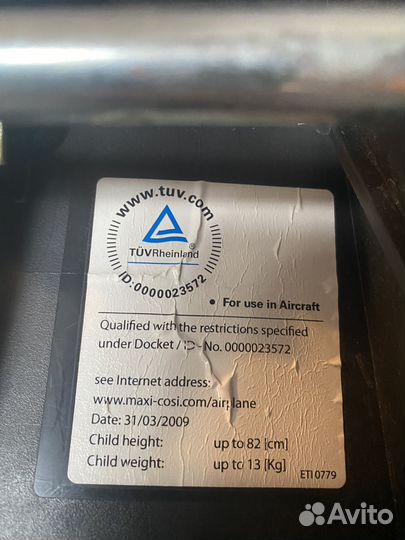 www.tuv.com
TÜVRheinland®
ID:0000023572
• For use in Aircraft
Qualified with the restrictions specified
under Docket / ID-No. 0000023572
see Internet address:
www.maxi-cosi.com/airplane
Date: 31/03/2009
Child height: up to 82 [cm]
Child weight: up to 13 [Kg]
ETI 0779
Avito